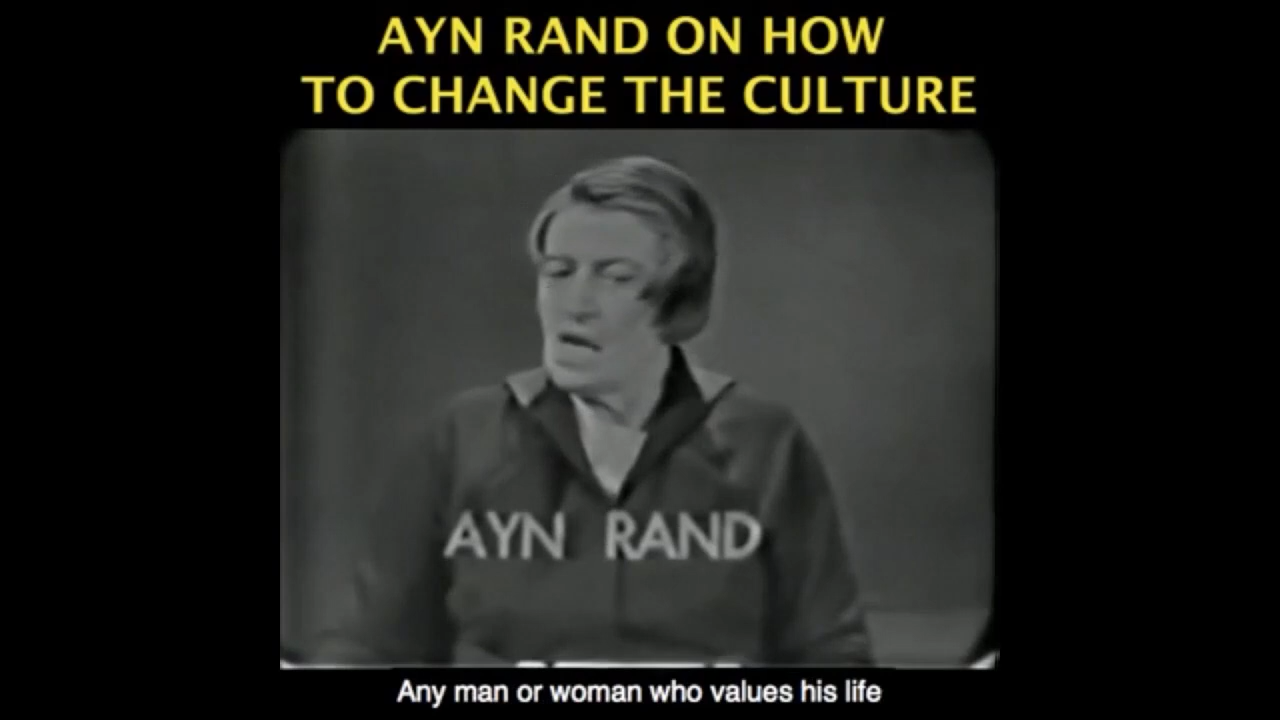 AYN RAND ON HOW
TO CHANGE THE CULTURE
AYN RAND
Any man or woman who values his life